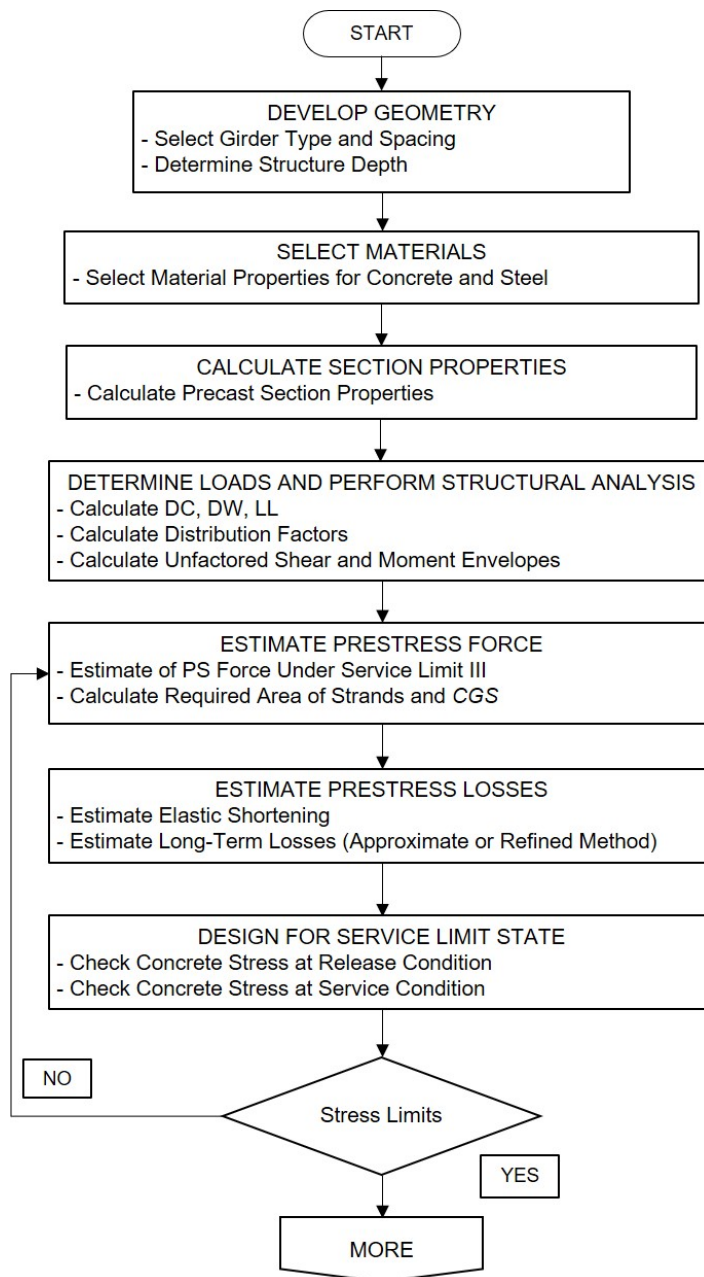 START
DEVELOP GEOMETRY
- Select Girder Type and Spacing
- Determine Structure Depth
SELECT MATERIALS
- Select Material Properties for Concrete and Steel
CALCULATE SECTION PROPERTIES
- Calculate Precast Section Properties
DETERMINE LOADS AND PERFORM STRUCTURAL ANALYSIS
- Calculate DC, DW, LL
- Calculate Distribution Factors
- Calculate Unfactored Shear and Moment Envelopes
ESTIMATE PRESTRESS FORCE
- Estimate of PS Force Under Service Limit III
- Calculate Required Area of Strands and CGS
ESTIMATE PRESTRESS LOSSES
- Estimate Elastic Shortening
- Estimate Long-Term Losses (Approximate or Refined Method)
DESIGN FOR SERVICE LIMIT STATE
- Check Concrete Stress at Release Condition
- Check Concrete Stress at Service Condition
NO
Stress Limits
YES
MORE